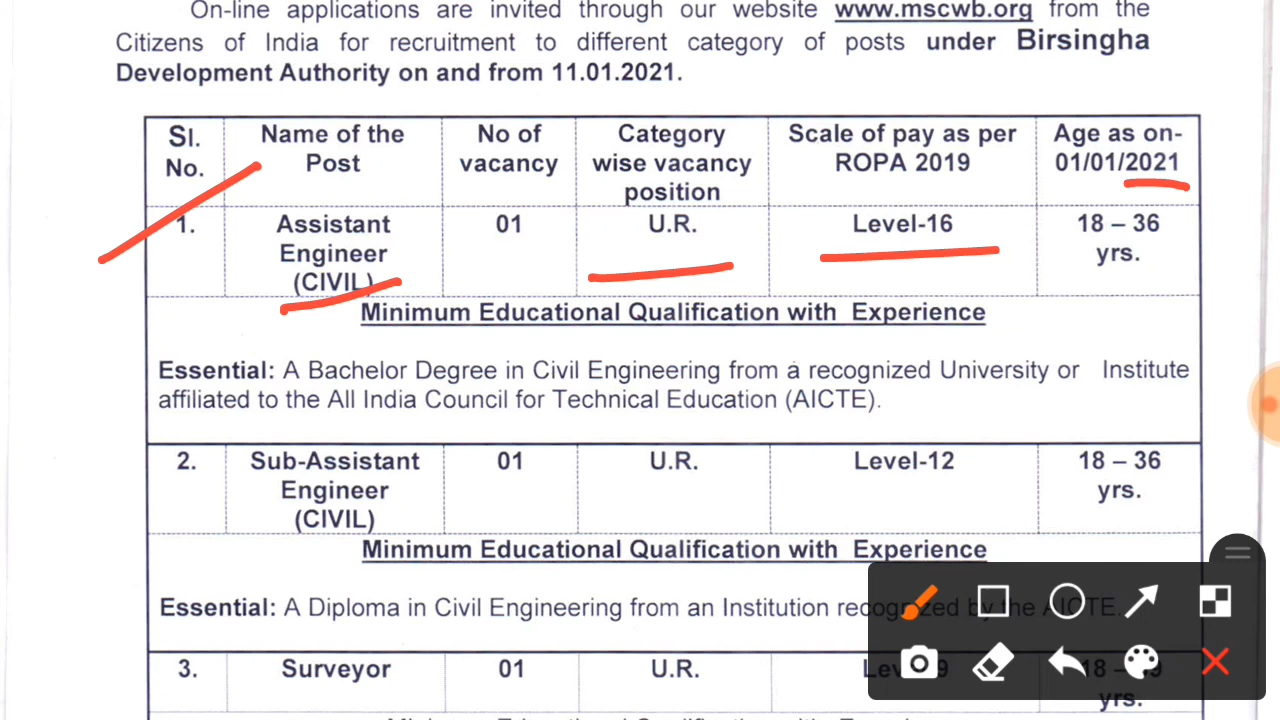 On-line applications are invited through our website www.mscwb.org from the
Citizens of India for recruitment to different category of posts under Birsingha
Development Authority on and from 11.01.2021.
Sl. No. Name of the Post No of vacancy Category wise vacancy position Scale of pay as per ROPA 2019 Age as on- 01/01/2021
1. Assistant Engineer (CIVIL) 01 U.R. Level-16 18 – 36 yrs.
Minimum Educational Qualification with Experience
Essential: A Bachelor Degree in Civil Engineering from a recognized University or Institute
affiliated to the All India Council for Technical Education (AICTE).
2. Sub-Assistant Engineer (CIVIL) 01 U.R. Level-12 18 – 36 yrs.
Minimum Educational Qualification with Experience
Essential: A Diploma in Civil Engineering from an Institution recognized by the AICTE.
3. Surveyor 01 U.R. 18 – yrs.